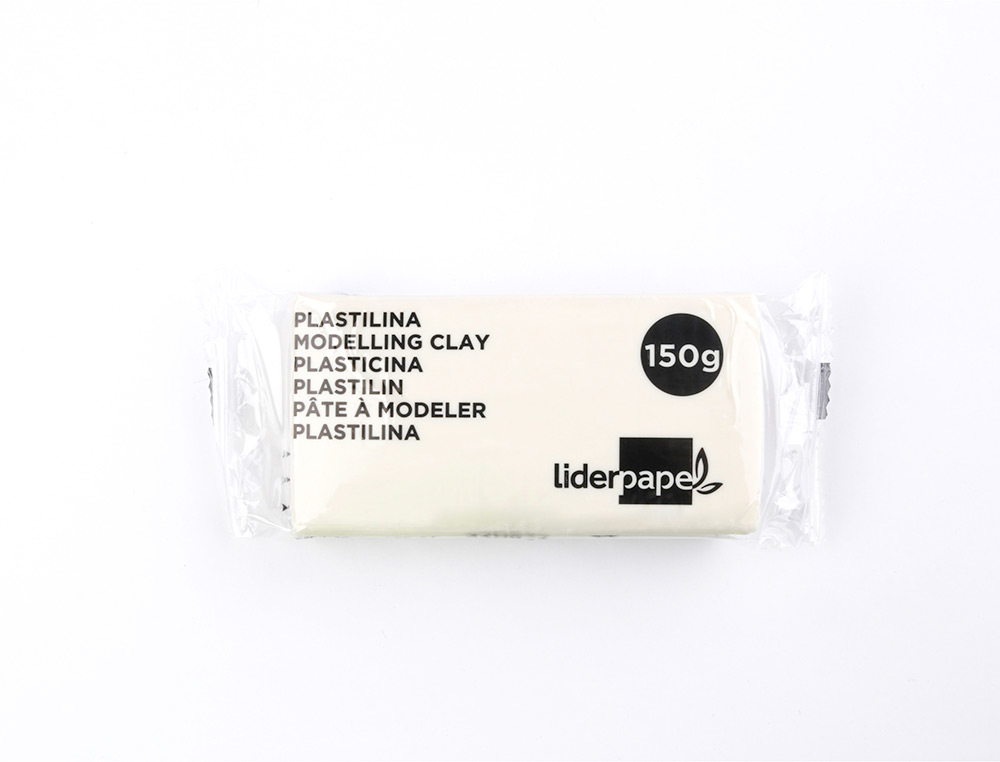 PLASTILINA
MODELLING CLAY
PLASTICINA
PLASTILIN
PÂTE À MODELER
PLASTILINA
150g
liderpapel